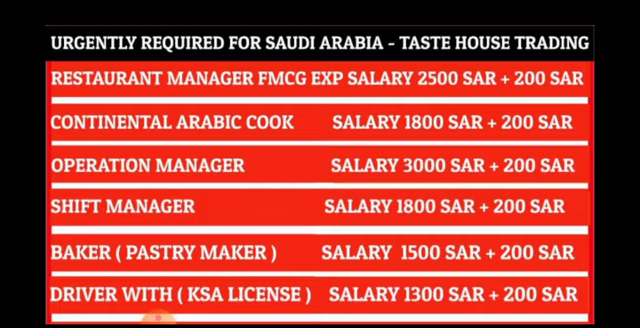 URGENTLY REQUIRED FOR SAUDI ARABIA - TASTE HOUSE TRADING
RESTAURANT MANAGER FMCG EXP SALARY 2500 SAR + 200 SAR
CONTINENTAL ARABIC COOK SALARY 1800 SAR + 200 SAR
OPERATION MANAGER SALARY 3000 SAR + 200 SAR
SHIFT MANAGER SALARY 1800 SAR + 200 SAR
BAKER ( PASTRY MAKER ) SALARY 1500 SAR + 200 SAR
DRIVER WITH ( KSA LICENSE ) SALARY 1300 SAR + 200 SAR